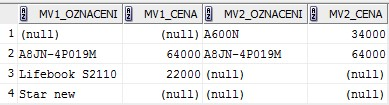 MV1_OZNACENI MV1_CENA MV2_OZNACENI MV2_CENA
1 (null) (null) A600N 34000
2 A8JN-4P019M 64000 A8JN-4P019M 64000
3 Lifebook S2110 22000 (null) (null)
4 Star new (null) (null) (null)